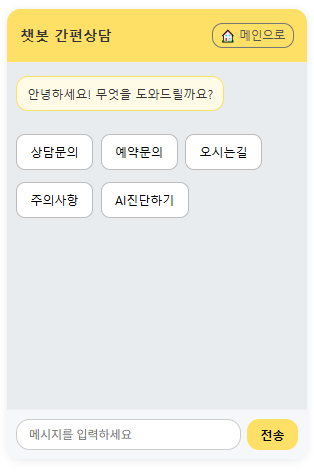 챗봇 간편상담 메인으로
안녕하세요! 무엇을 도와드릴까요?
상담문의 예약문의 오시는길
주의사항 AI진단하기
메시지를 입력하세요 전송